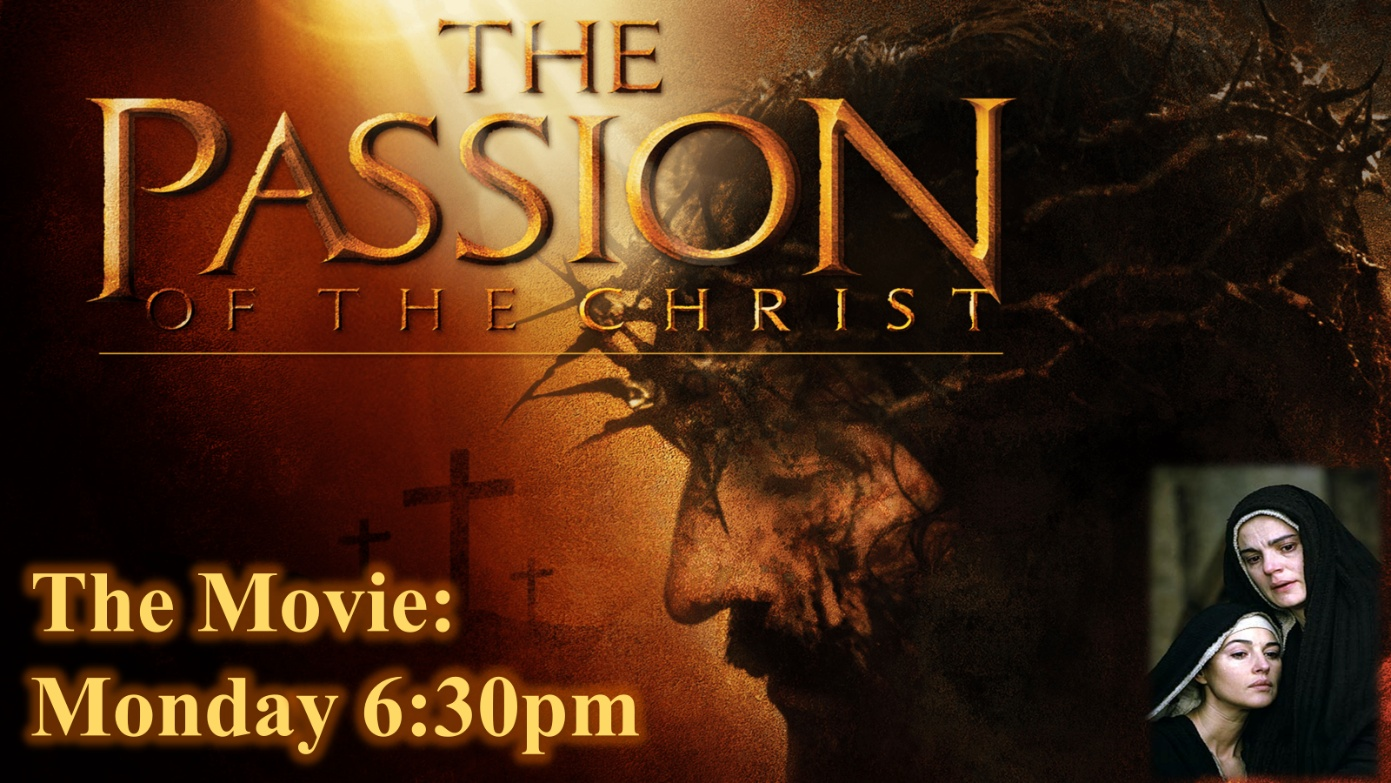 THE
PASSION
OF THE CHRIST
The Movie:
Monday 6:30pm